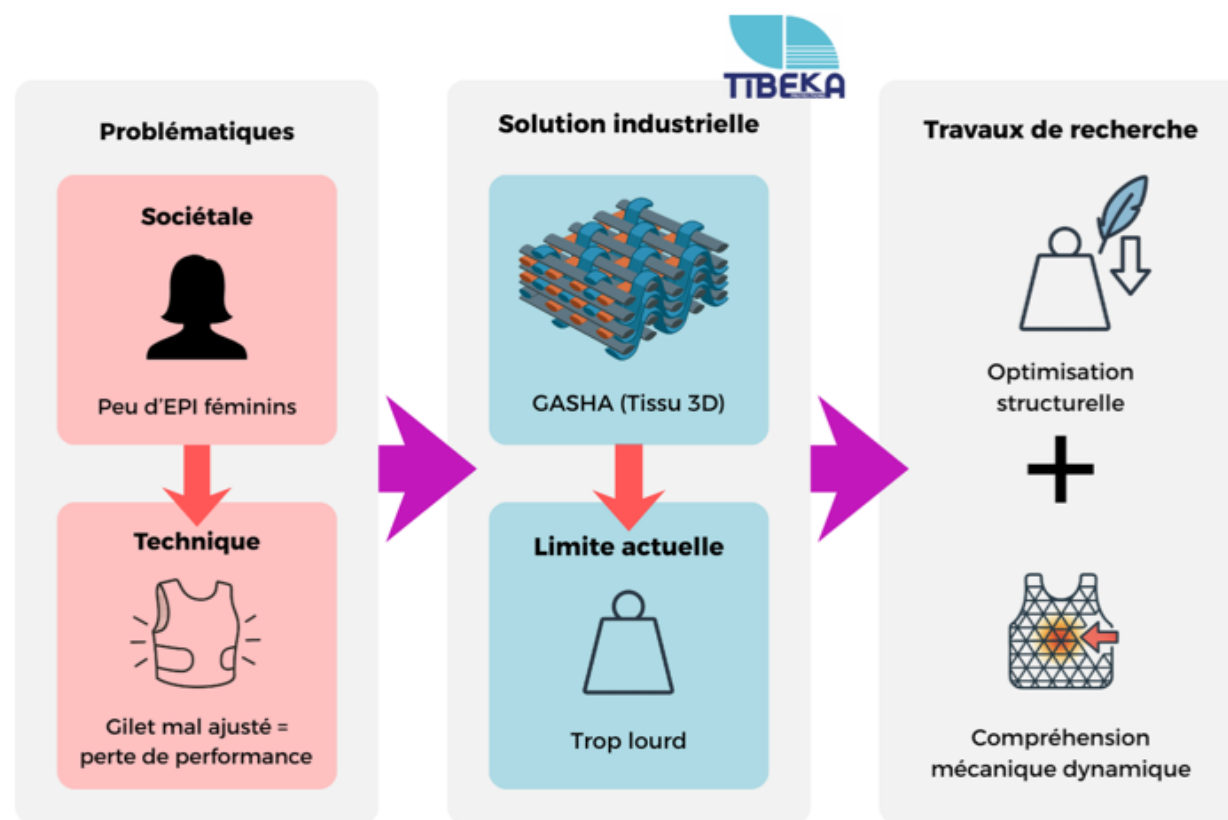 TIBEKA
Problématiques
Sociétale
Peu d'EPI féminins
Technique
Gilet mal ajusté =
perte de performance
Solution industrielle
GASHA (Tissu 3D)
Limite actuelle
Trop lourd
Travaux de recherche
Optimisation
structurelle
+
Compréhension
mécanique dynamique